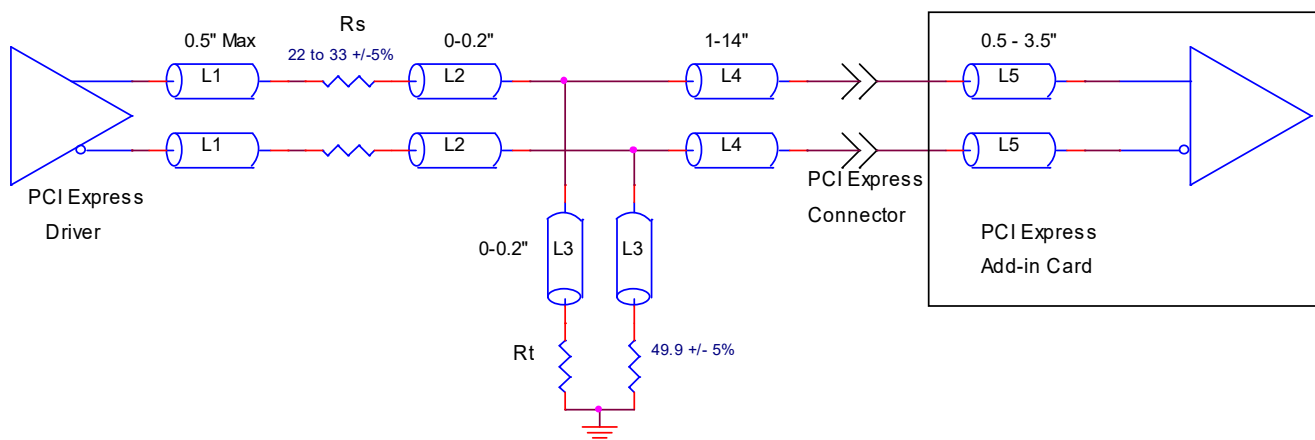 Rs
0.5" Max
22 to 33 +/-5%
0-0.2"
1-14"
0.5 - 3.5"
L1
L2
L4
L5
L1
L2
L4
L5
PCI Express
Driver
PCI Express
Connector
PCI Express
Add-in Card
0-0.2"
L3
L3
Rt
49.9 +/- 5%